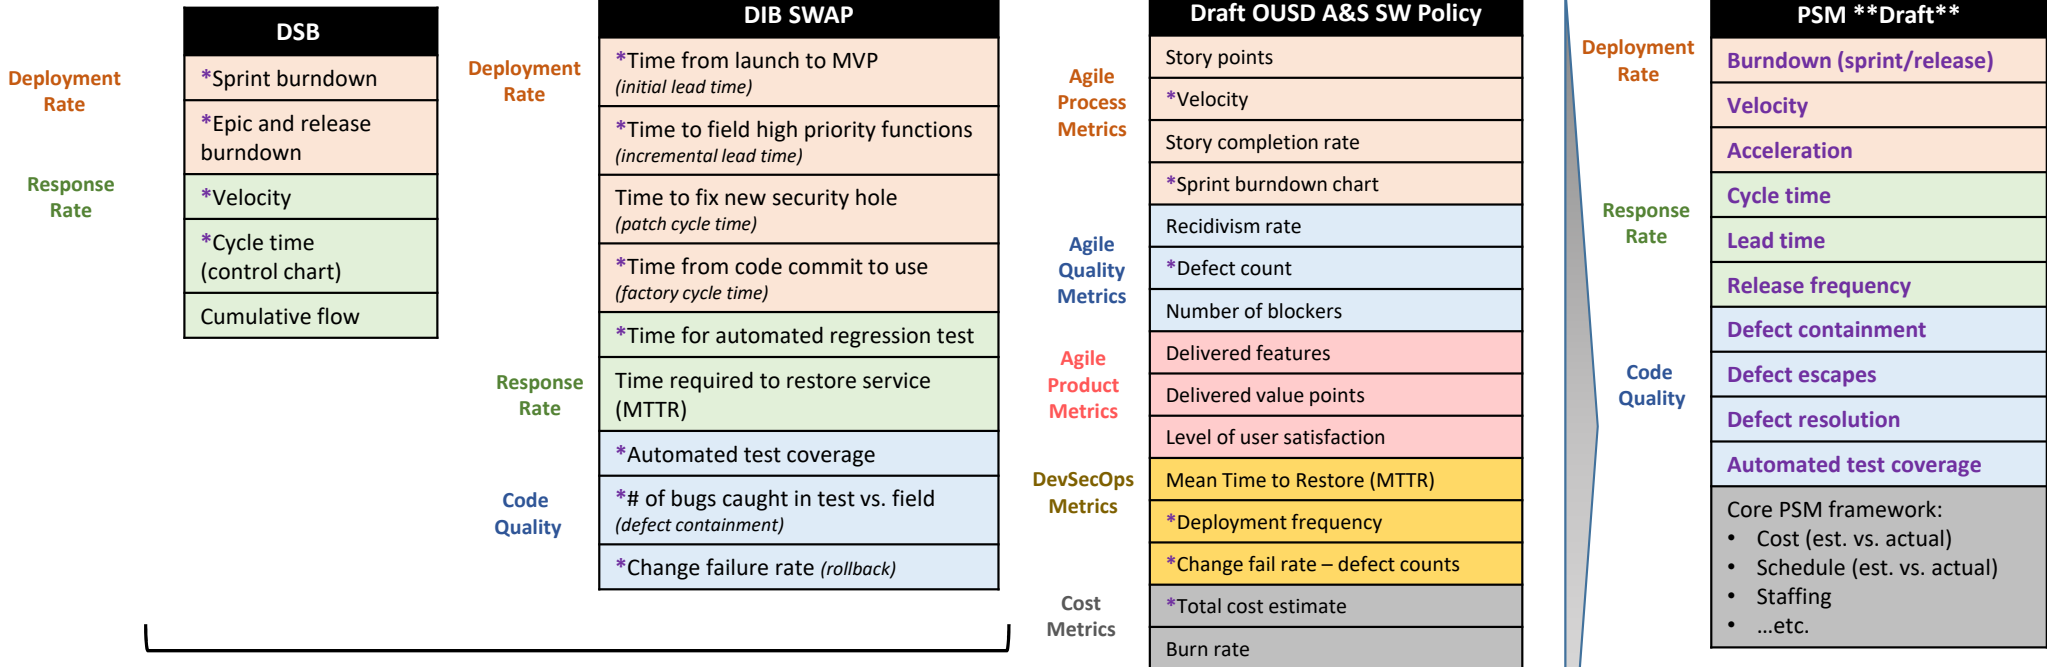 DSB
Deployment
Rate
*Sprint burndown
*Epic and release
burndown
Response
Rate
*Velocity
*Cycle time
(control chart)
Cumulative flow
DIB SWAP
Deployment
Rate
*Time from launch to MVP
(initial lead time)
*Time to field high priority functions
(incremental lead time)
Time to fix new security hole
(patch cycle time)
*Time from code commit to use
(factory cycle time)
*Time for automated regression test
Response
Rate
Time required to restore service
(MTTR)
*Automated test coverage
Code
Quality
*# of bugs caught in test vs. field
(defect containment)
*Change failure rate (rollback)
Draft OUSD A&S SW Policy
Agile
Process
Metrics
Story points
*Velocity
Story completion rate
*Sprint burndown chart
Agile
Quality
Metrics
Recidivism rate
*Defect count
Number of blockers
Agile
Product
Metrics
Delivered features
Delivered value points
Level of user satisfaction
DevSecOps
Metrics
Mean Time to Restore (MTTR)
*Deployment frequency
*Change fail rate – defect counts
Cost
Metrics
*Total cost estimate
Burn rate
PSM **Draft**
Deployment
Rate
Burndown (sprint/release)
Velocity
Acceleration
Response
Rate
Cycle time
Lead time
Release frequency
Code
Quality
Defect containment
Defect escapes
Defect resolution
Automated test coverage
Core PSM framework:
• Cost (est. vs. actual)
• Schedule (est. vs. actual)
• Staffing
• …etc.